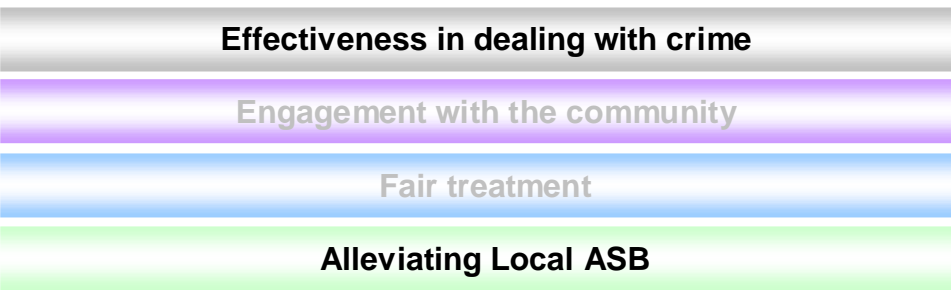 Effectiveness in dealing with crime
Engagement with the community
Fair treatment
Alleviating Local ASB